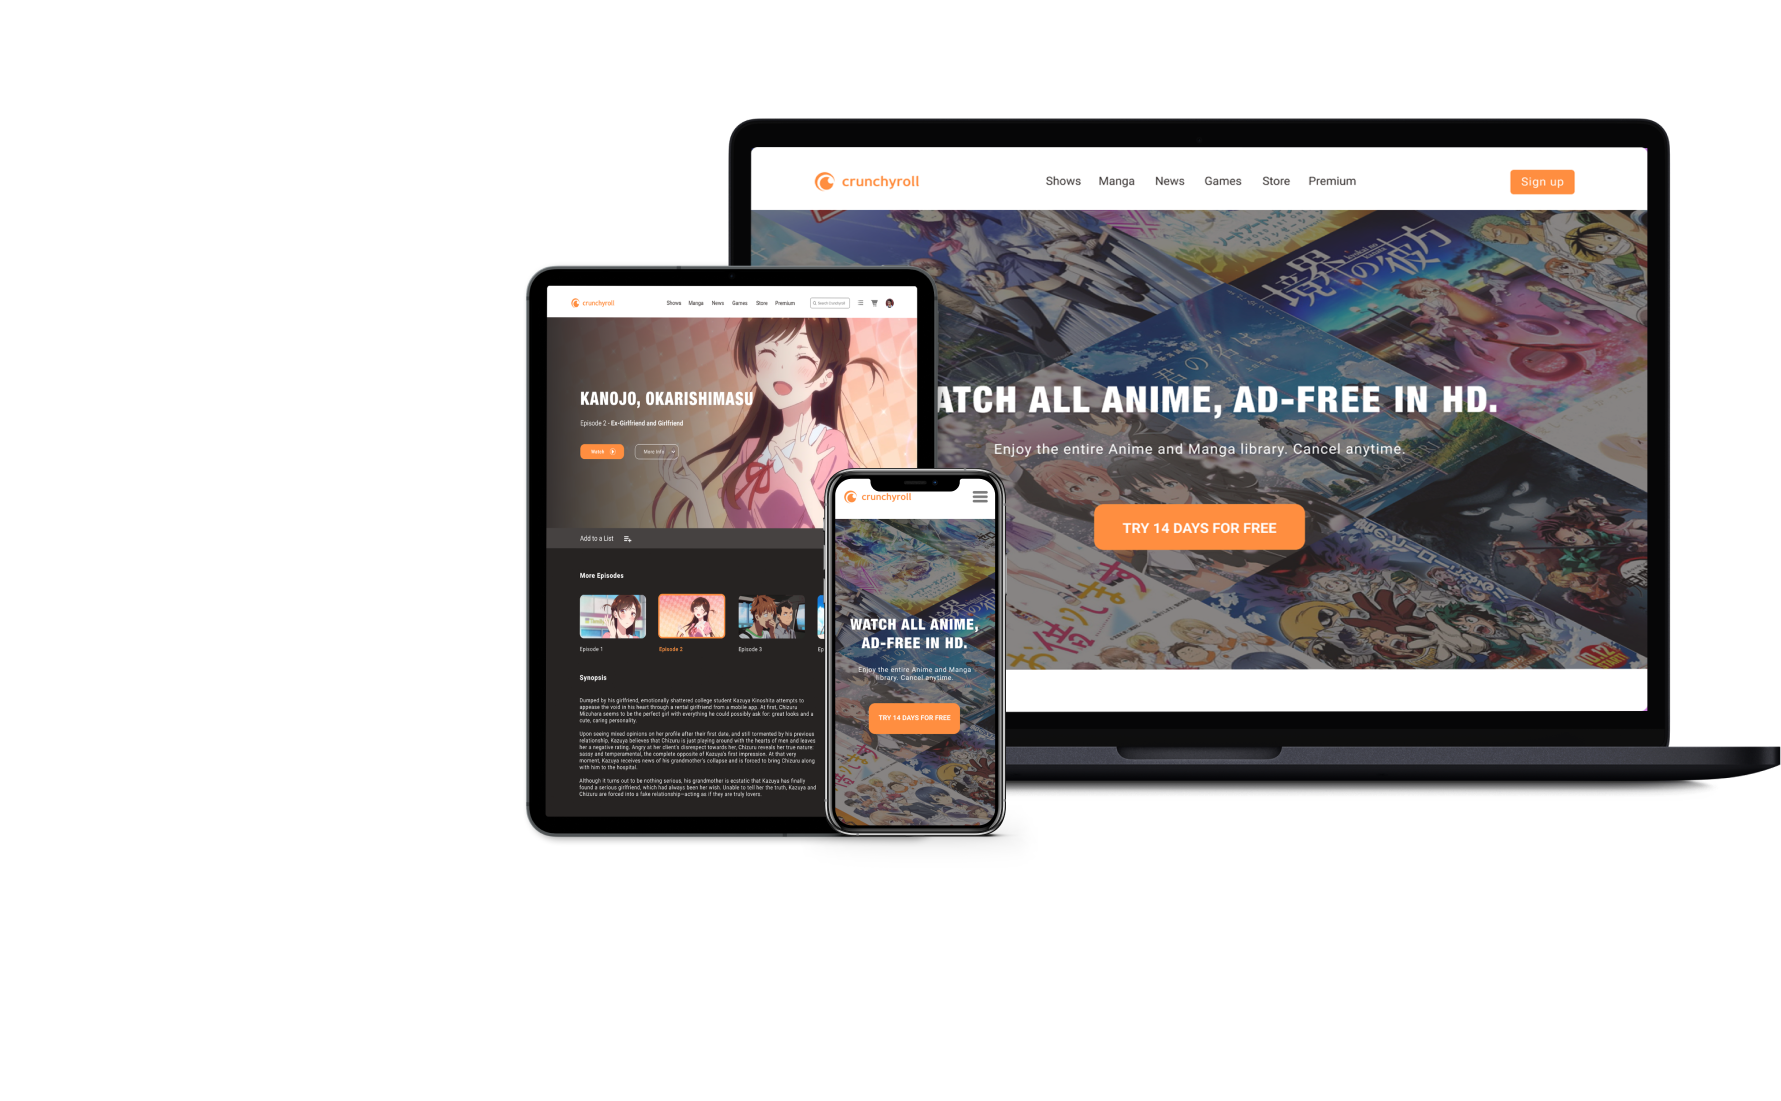 crunchyroll
Shows Manga News Games Store Premium
Sign up
境界の彼方
ATCH ALL ANIME, AD-FREE IN HD.
Enjoy the entire Anime and Manga library. Cancel anytime.
TRY 14 DAYS FOR FREE
crunchyroll
Shows Manga News Games Store Premium
Search Crunchyroll
KANOJO, OKARISHIMASU
Episode 2 - Ex-Girlfriend and Girlfriend
Watch
More Info
Add to a List
More Episodes
Episode 1
Episode 2
Episode 3
Ep
Synopsis
Dumped by his girlfriend, emotionally shattered college student Kazuya Kinoshita attempts to
appease the void in his heart through a rental girlfriend from a mobile app. At first, Chizuru
Mizuhara seems to be the perfect girl with everything he could possibly ask for: great looks and a
cute, caring personality.
Upon seeing mixed opinions on her profile after their first date, and still tormented by his previous
relationship, Kazuya believes that Chizuru is just playing around with the hearts of men and leaves
her a negative rating. Angry at her client's disrespect towards her, Chizuru reveals her true nature:
sassy and temperamental, the complete opposite of Kazuya's first impression. At that very
moment, Kazuya receives news of his grandmother's collapse and is forced to bring Chizuru along
with him to the hospital.
Although it turns out to be nothing serious, his grandmother is ecstatic that Kazuya has finally
found a serious girlfriend, which had always been her wish. Unable to tell her the truth, Kazuya and
Chizuru are forced into a fake relationship—acting as if they are truly lovers.
crunchyroll
WATCH ALL ANIME,
AD-FREE IN HD.
Enjoy the entire Anime and Manga
library. Cancel anytime.
TRY 14 DAYS FOR FREE